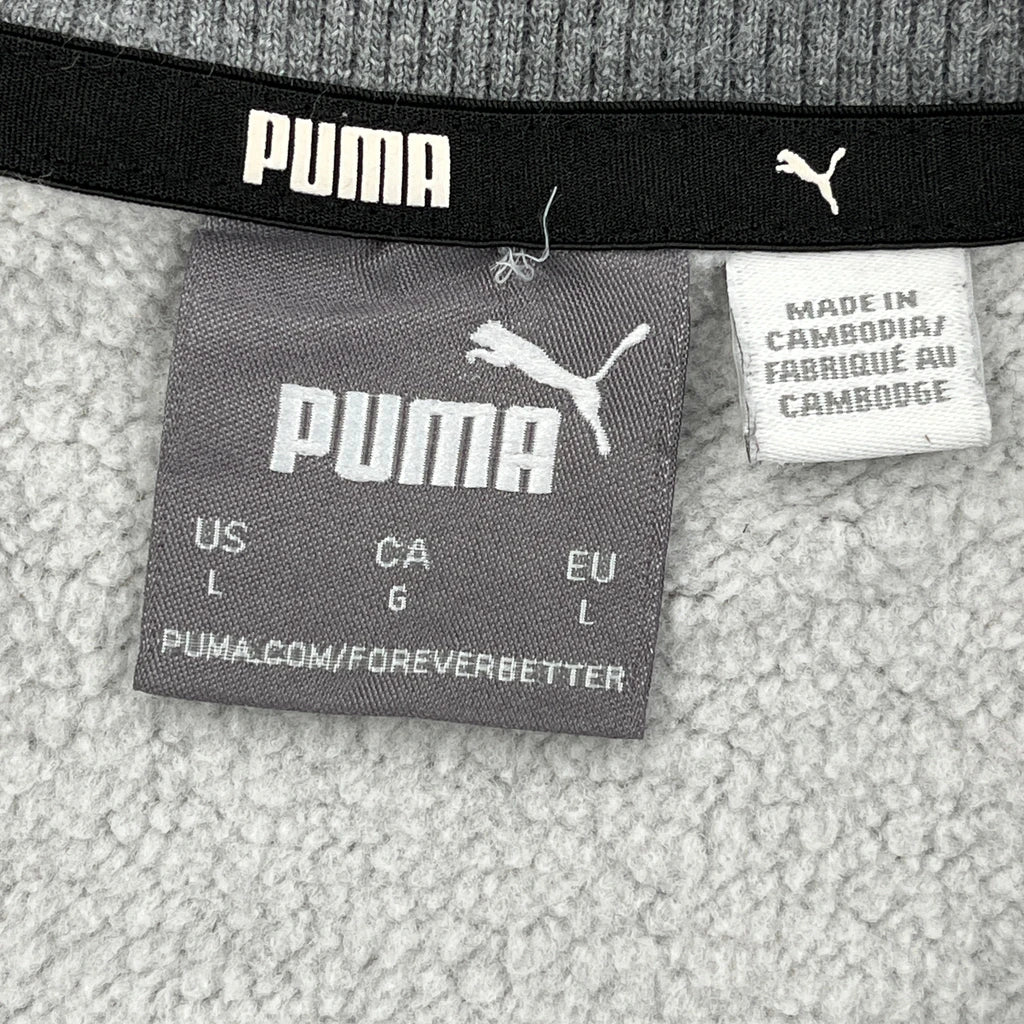 PUMA
PUMA
US CA EU
L G L
PUMA.COM/FOREVERBETTER
MADE IN
CAMBODIA/
FABRIQUÉ AU
CAMBODGE